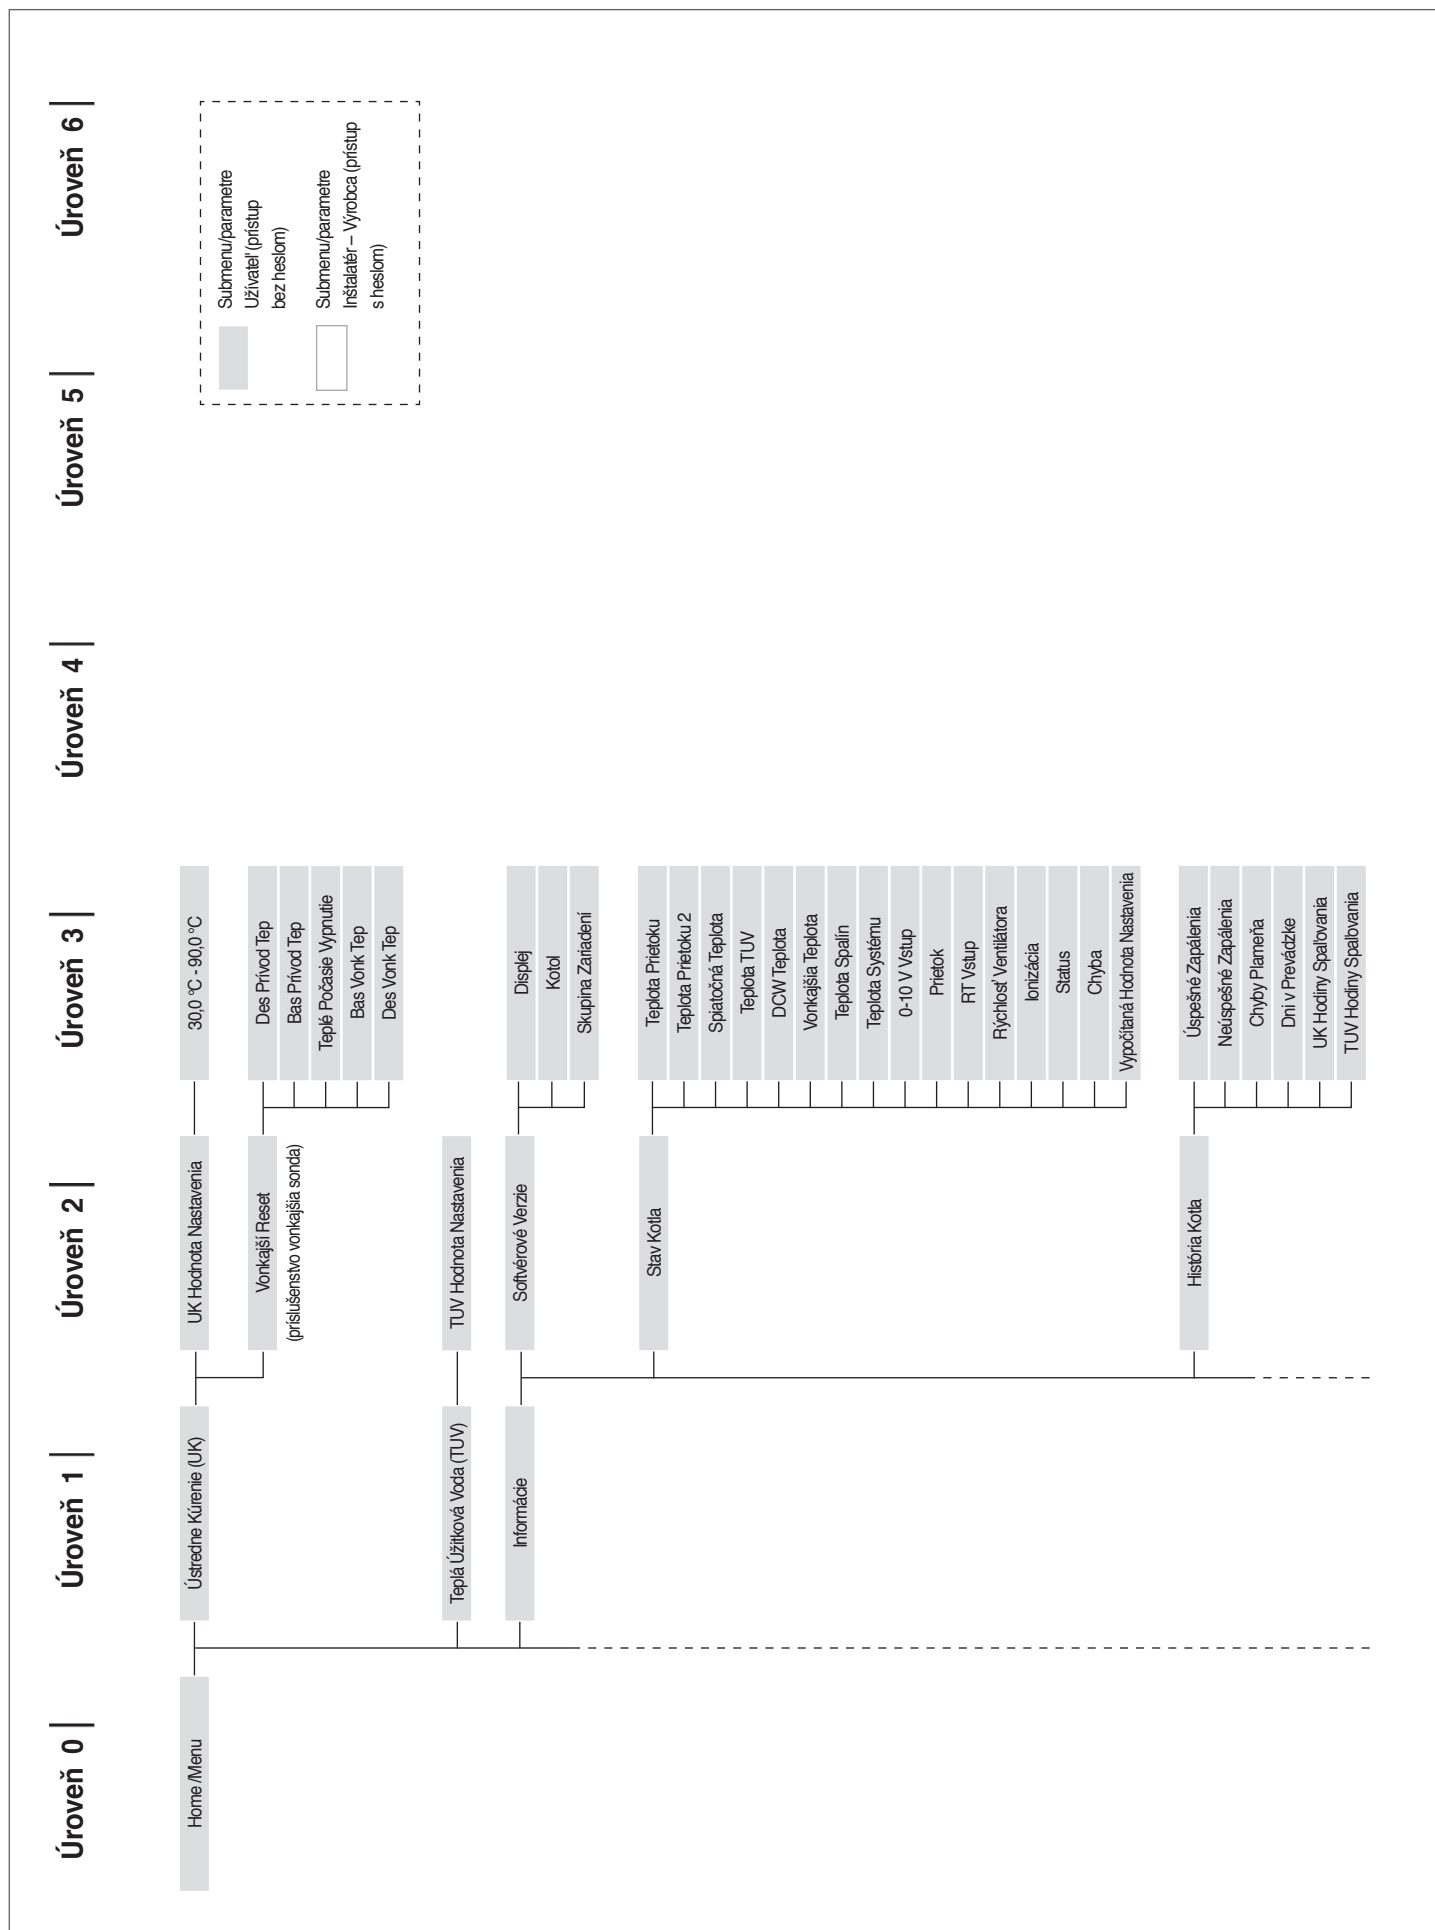 Úroveň 0
Úroveň 1
Úroveň 2
Úroveň 3
Úroveň 4
Úroveň 5
Úroveň 6
Home /Menu
Ústredne Kúrenie (UK)
UK Hodnota Nastavenia
30,0 °C - 90,0 °C
Vonkajší Reset
(príslušenstvo vonkajšia sonda)
Des Prívod Tep
Bas Prívod Tep
Teplé Počasie Vypnutie
Bas Vonk Tep
Des Vonk Tep
Teplá Úžitková Voda (TUV)
TUV Hodnota Nastavenia
Informácie
Softvérové Verzie
Displej
Kotol
Skupina Zariadení
Stav Kotla
Teplota Prietoku
Teplota Prietoku 2
Spiatočná Teplota
Teplota TUV
DCW Teplota
Vonkajšia Teplota
Teplota Spalín
Teplota Systému
0-10 V Vstup
Prietok
RT Vstup
Rýchlosť Ventilátora
Ionizácia
Status
Chyba
Vypočítaná Hodnota Nastavenia
História Kotla
Úspešné Zapálenia
Neúspešné Zapálenia
Chyby Plameňa
Dni v Prevádzke
UK Hodiny Spaľovania
TUV Hodiny Spaľovania
Submenu/parametre
Užívateľ (prístup
bez heslom)
Submenu/parametre
Inštalatér – Výrobca (prístup
s heslom)